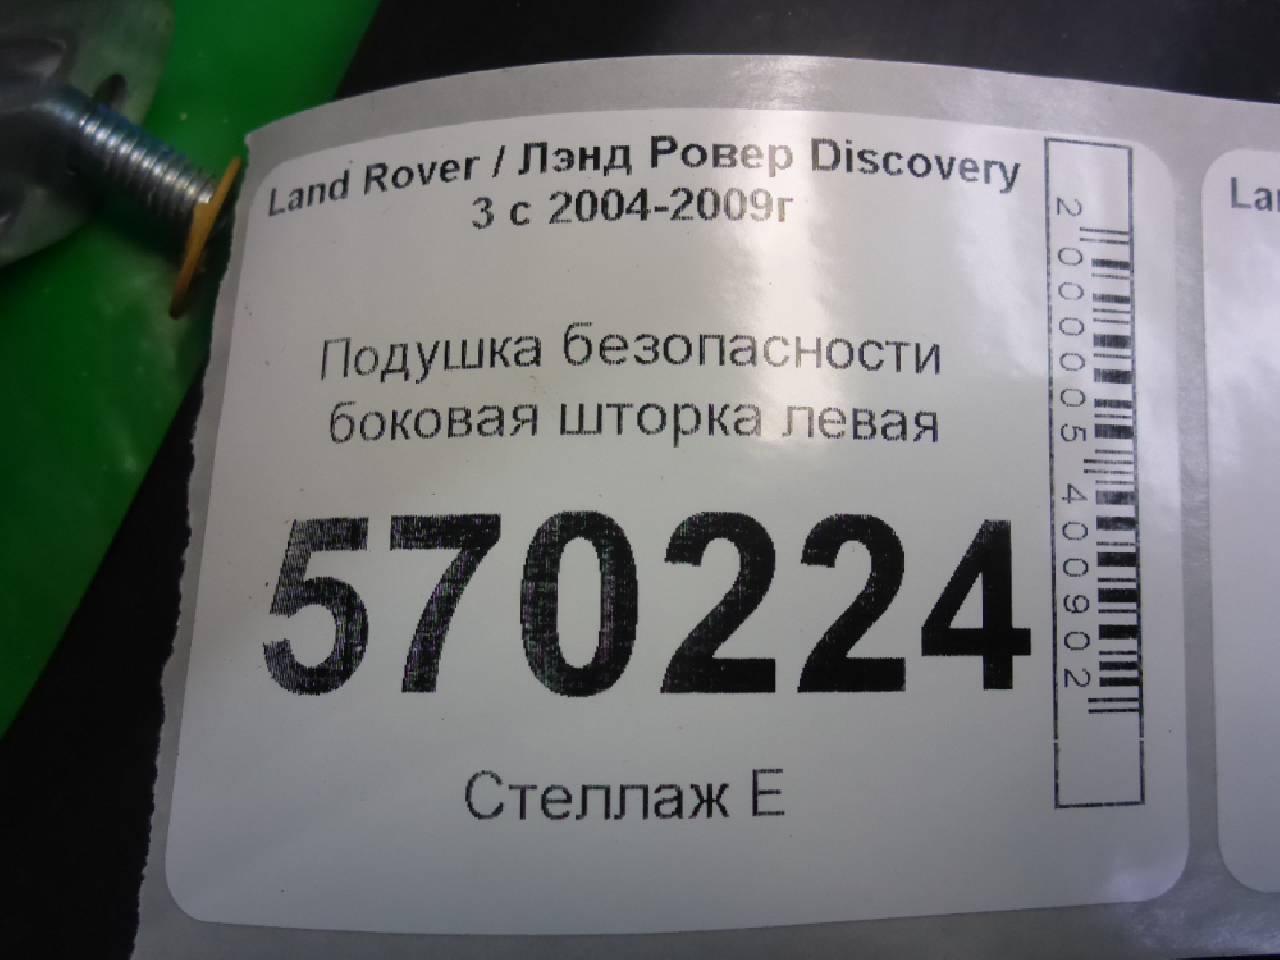 Land Rover / Лэнд Ровер Discovery
3 с 2004-2009г
Подушка безопасности
боковая шторка левая
570224
Стеллаж Е
2000005400902